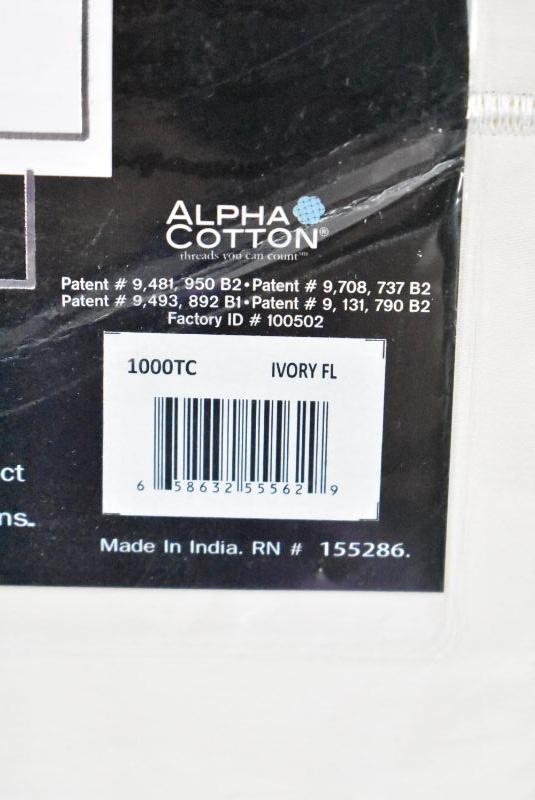 ALPHA
COTTON®
threads you can count™
Patent # 9,481, 950 B2•Patent # 9,708, 737 B2
Patent # 9,493, 892 B1•Patent # 9, 131, 790 B2
Factory ID # 100502
1000TC IVORY FL
6 58632 55562 9
ct
ns.
Made In India. RN # 155286.